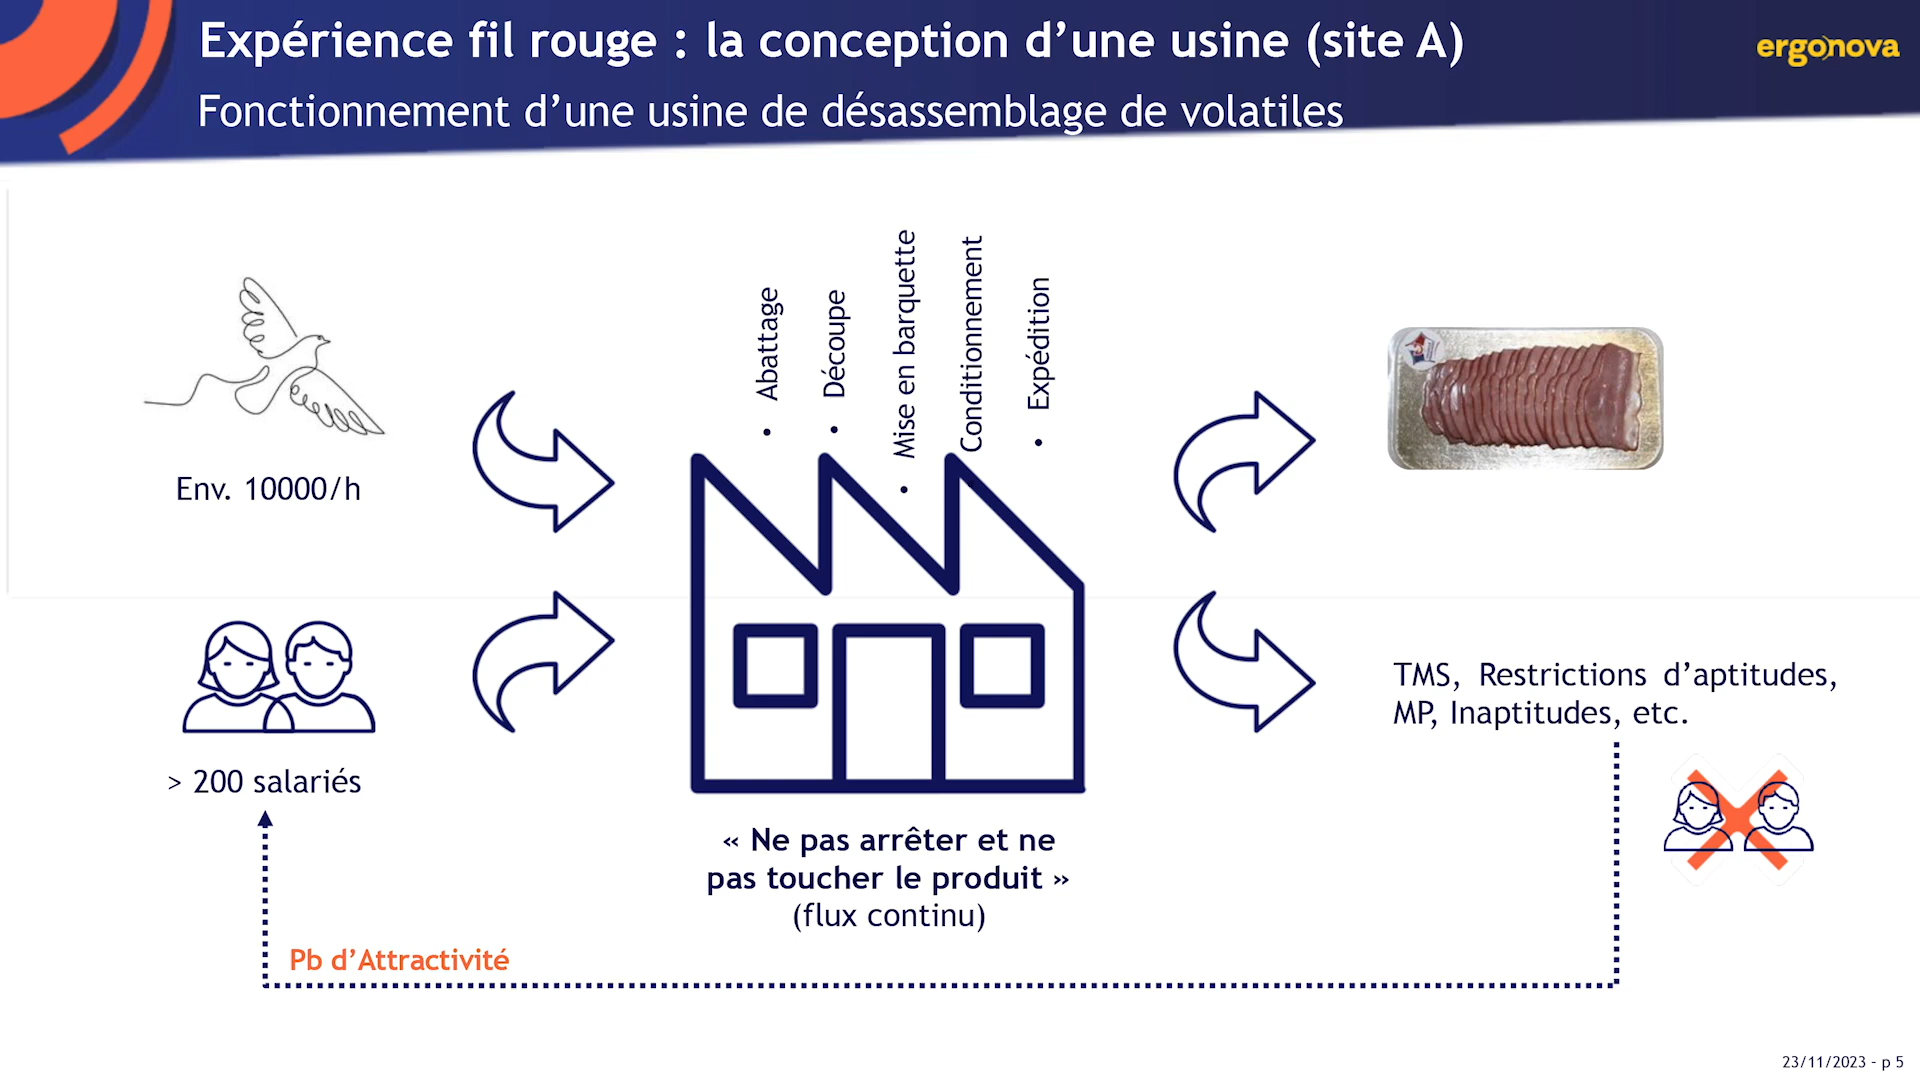 Expérience fil rouge : la conception d’une usine (site A)
ergonova
Fonctionnement d’une usine de désassemblage de volatiles
Env. 10000/h
• Abattage
• Découpe
• Mise en barquette
Conditionnement
• Expédition
> 200 salariés
TMS, Restrictions d’aptitudes,
MP, Inaptitudes, etc.
« Ne pas arrêter et ne
pas toucher le produit »
(flux continu)
Pb d’Attractivité
23/11/2023 - p 5